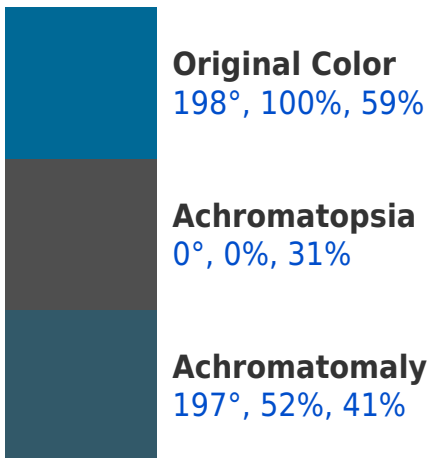 Original Color
198°, 100%, 59%
Achromatopsia
0°, 0%, 31%
Achromatomaly
197°, 52%, 41%